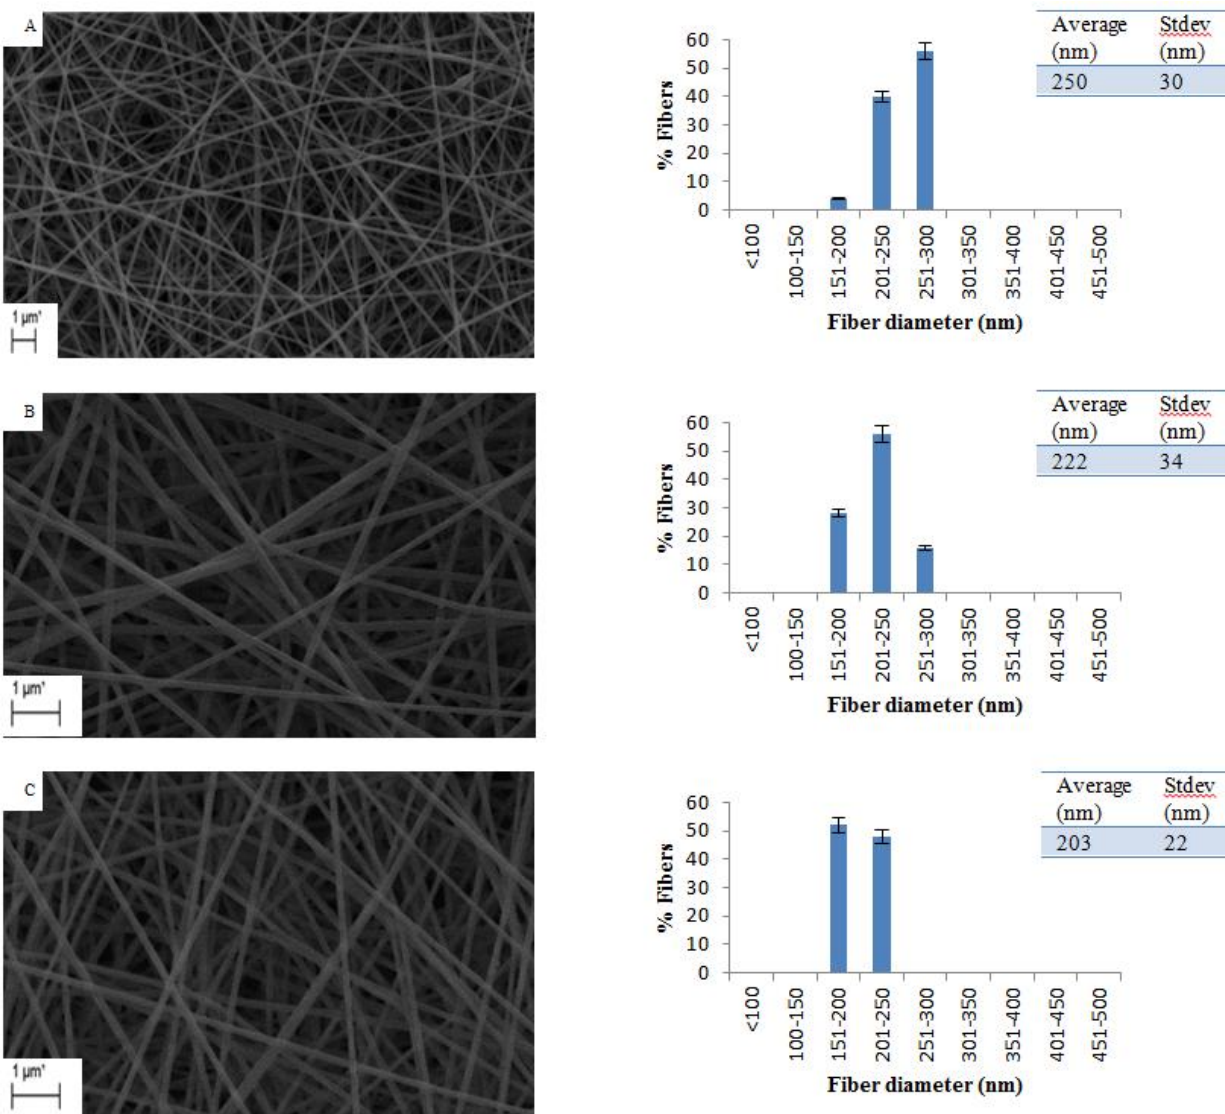 A
1 µm*
60
50
40
30
20
10
0
% Fibers
<100
100-150
151-200
201-250
251-300
301-350
351-400
401-450
451-500
Fiber diameter (nm)
Average Stdev
(nm) (nm)
250 30
B
1 µm*
60
50
40
30
20
10
0
% Fibers
<100
100-150
151-200
201-250
251-300
301-350
351-400
401-450
451-500
Fiber diameter (nm)
Average Stdev
(nm) (nm)
222 34
C
1 µm*
60
50
40
30
20
10
0
% Fibers
<100
100-150
151-200
201-250
251-300
301-350
351-400
401-450
451-500
Fiber diameter (nm)
Average Stdev
(nm) (nm)
203 22